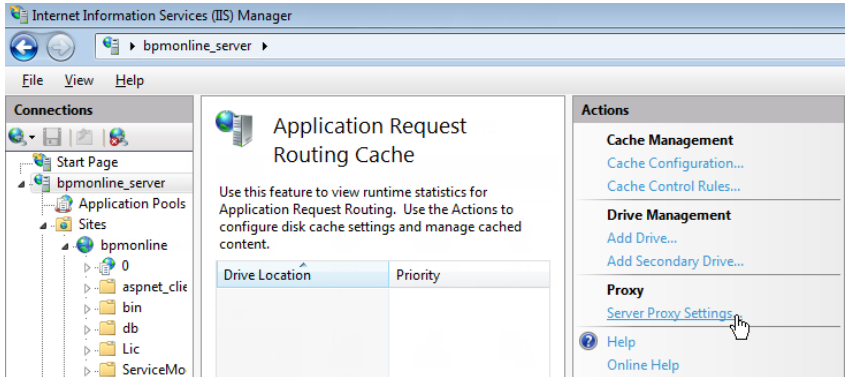 Internet Information Services (IIS) Manager
bpmonline_server
File View Help
Connections
Start Page
bpmonline_server
Application Pools
Sites
bpmonline
0
aspnet_clie
bin
db
Lic
ServiceMo
Application Request
Routing Cache
Use this feature to view runtime statistics for
Application Request Routing. Use the Actions to
configure disk cache settings and manage cached
content.
Drive Location Priority
Actions
Cache Management
Cache Configuration...
Cache Control Rules...
Drive Management
Add Drive...
Add Secondary Drive...
Proxy
Server Proxy Settings...
Help
Online Help